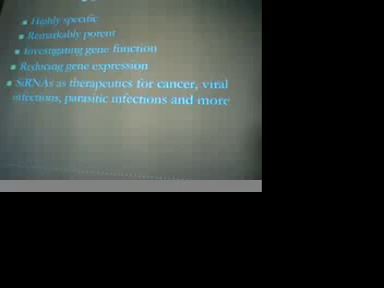 Highly specific
Remarkably potent
Investigating gene function
Reducing gene expression
SiRNAs as therapeutics for cancer, viral
infections, parasitic infections and more